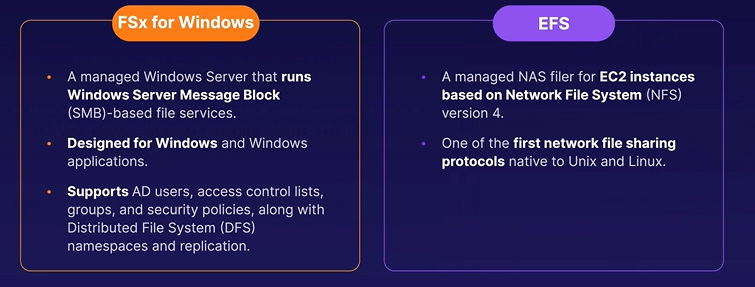 FSx for Windows
• A managed Windows Server that runs
Windows Server Message Block
(SMB)-based file services.
• Designed for Windows and Windows
applications.
• Supports AD users, access control lists,
groups, and security policies, along with
Distributed File System (DFS)
namespaces and replication.
EFS
• A managed NAS filer for EC2 instances
based on Network File System (NFS)
version 4.
• One of the first network file sharing
protocols native to Unix and Linux.